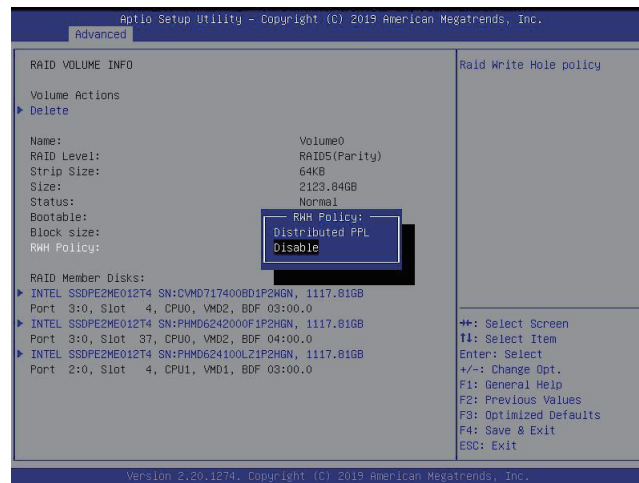 Aptio Setup Utility – Copyright (C) 2019 American Megatrends, Inc.
Advanced
RAID VOLUME INFO
Volume Actions
Delete
Name: Volume0
RAID Level: RAID5(Parity)
Strip Size: 64KB
Size: 2123.84GB
Status: Normal
Bootable:
Block size:
RWH Policy:
RWH Policy:
Distributed PPL
Disable
RAID Member Disks:
INTEL SSDPE2ME012T4 SN:CVMD717400BD1P2WGN, 1117.81GB
Port 3:0, Slot 4, CPU0, VMD2, BDF 03:00.0
INTEL SSDPE2ME012T4 SN:PHMD6242000F1P2HGN, 1117.81GB
Port 3:0, Slot 37, CPU0, VMD2, BDF 04:00.0
INTEL SSDPE2ME012T4 SN:PHMD624100LZ1P2HGN, 1117.81GB
Port 2:0, Slot 4, CPU1, VMD1, BDF 03:00.0
Raid Write Hole policy
→←: Select Screen
↑↓: Select Item
Enter: Select
+/-: Change Opt.
F1: General Help
F2: Previous Values
F3: Optimized Defaults
F4: Save & Exit
ESC: Exit
Version 2.20.1274. Copyright (C) 2019 American Megatrends, Inc.